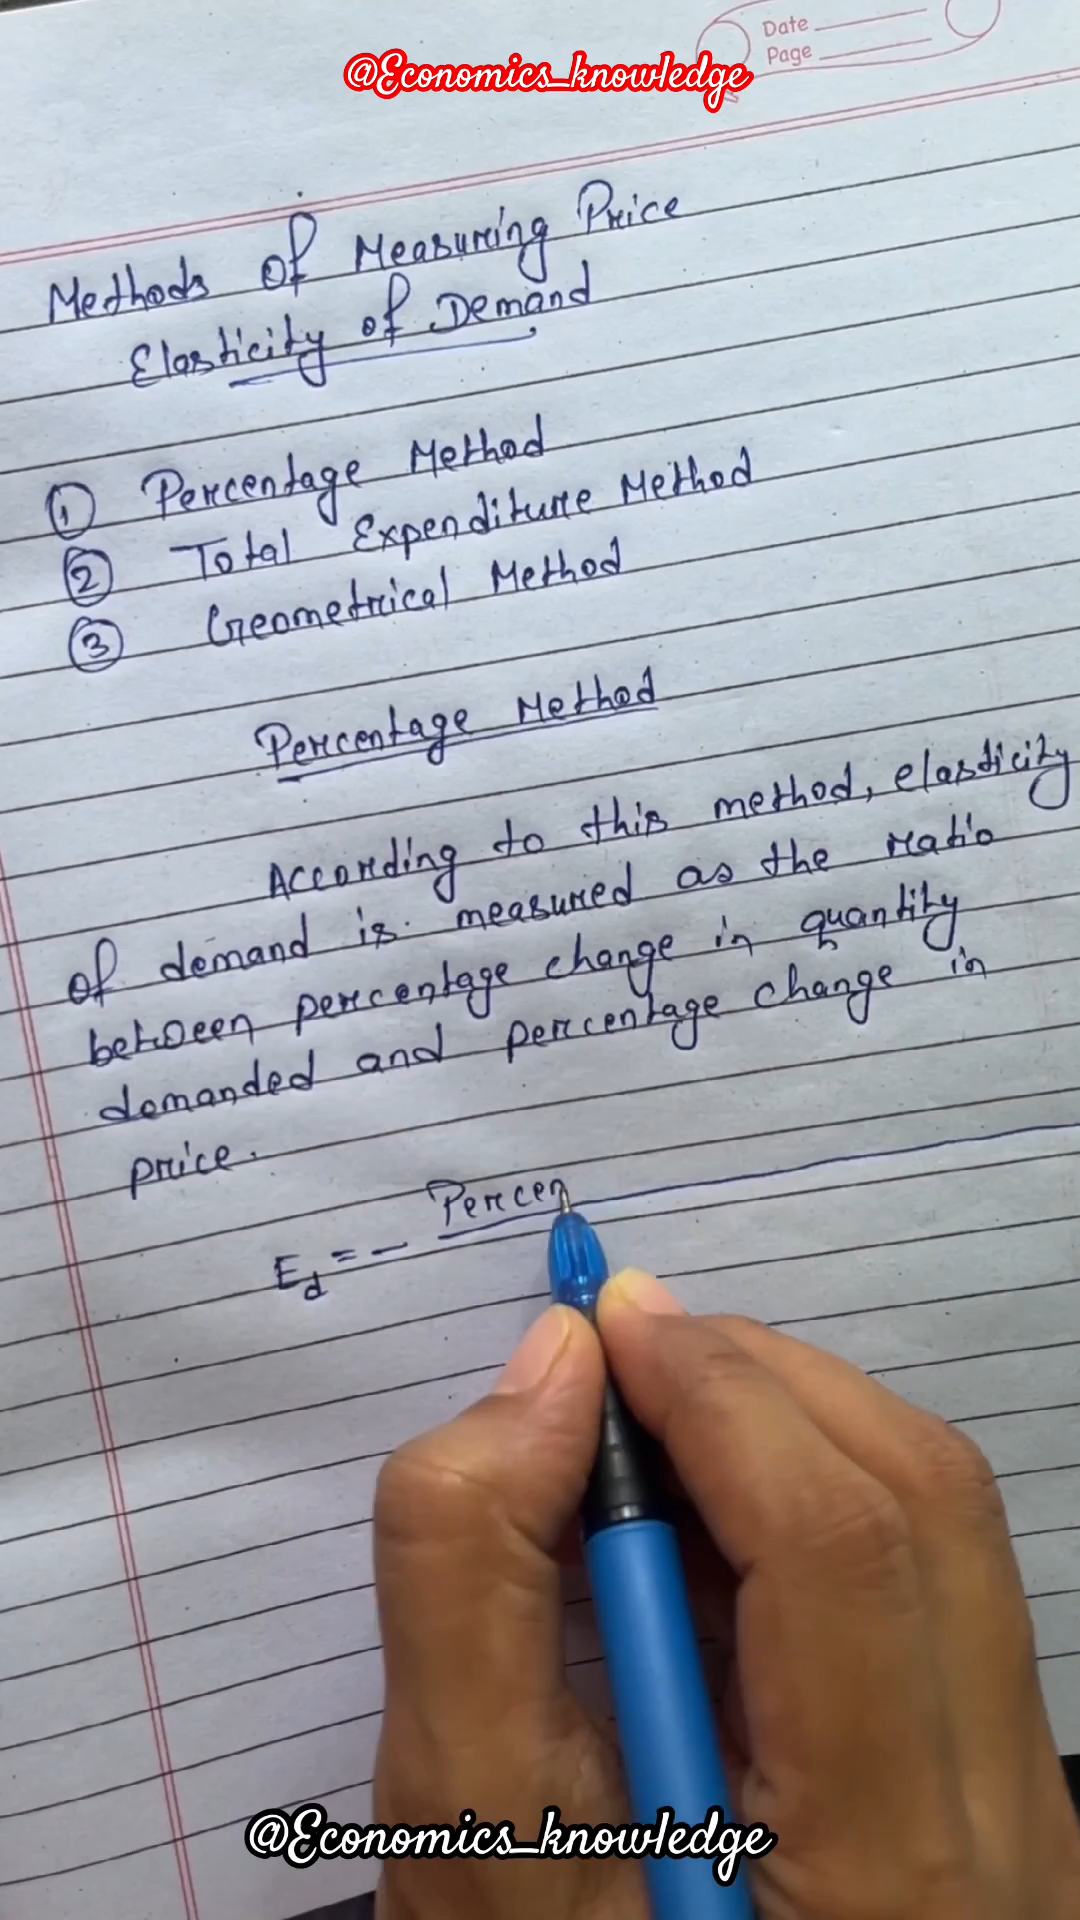 Date
Page
@Economics_knowledge
Methods of Measuring Price
Elasticity of Demand
① Percentage Method
② Total Expenditure Method
③ Geometrical Method
Percentage Method
According to this method, elasticity
of demand is measured as the ratio
between percentage change in quantity
demanded and percentage change in
price.
Percen
Ed = -
@Economics_knowledge